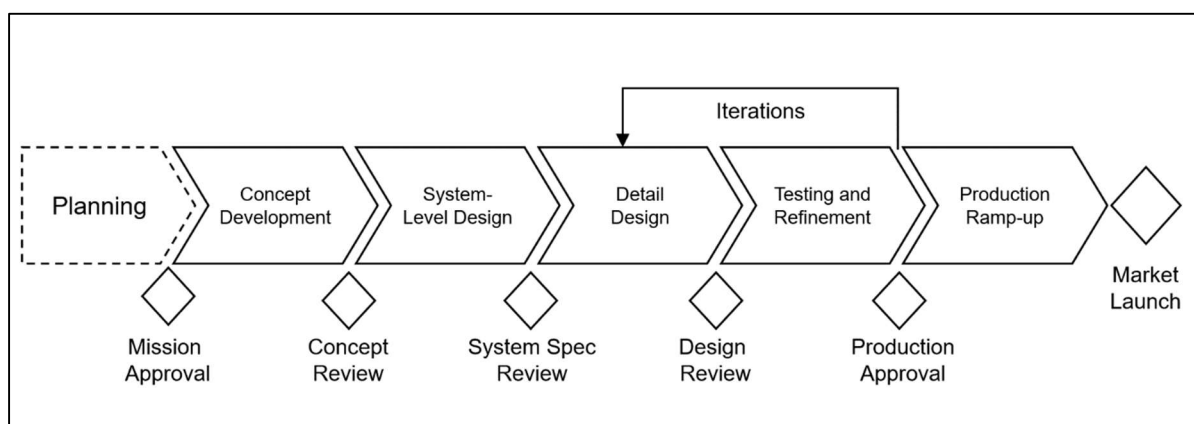 Iterations
Planning
Concept
Development
System-
Level Design
Detail
Design
Testing and
Refinement
Production
Ramp-up
Market
Launch
Mission
Approval
Concept
Review
System Spec
Review
Design
Review
Production
Approval